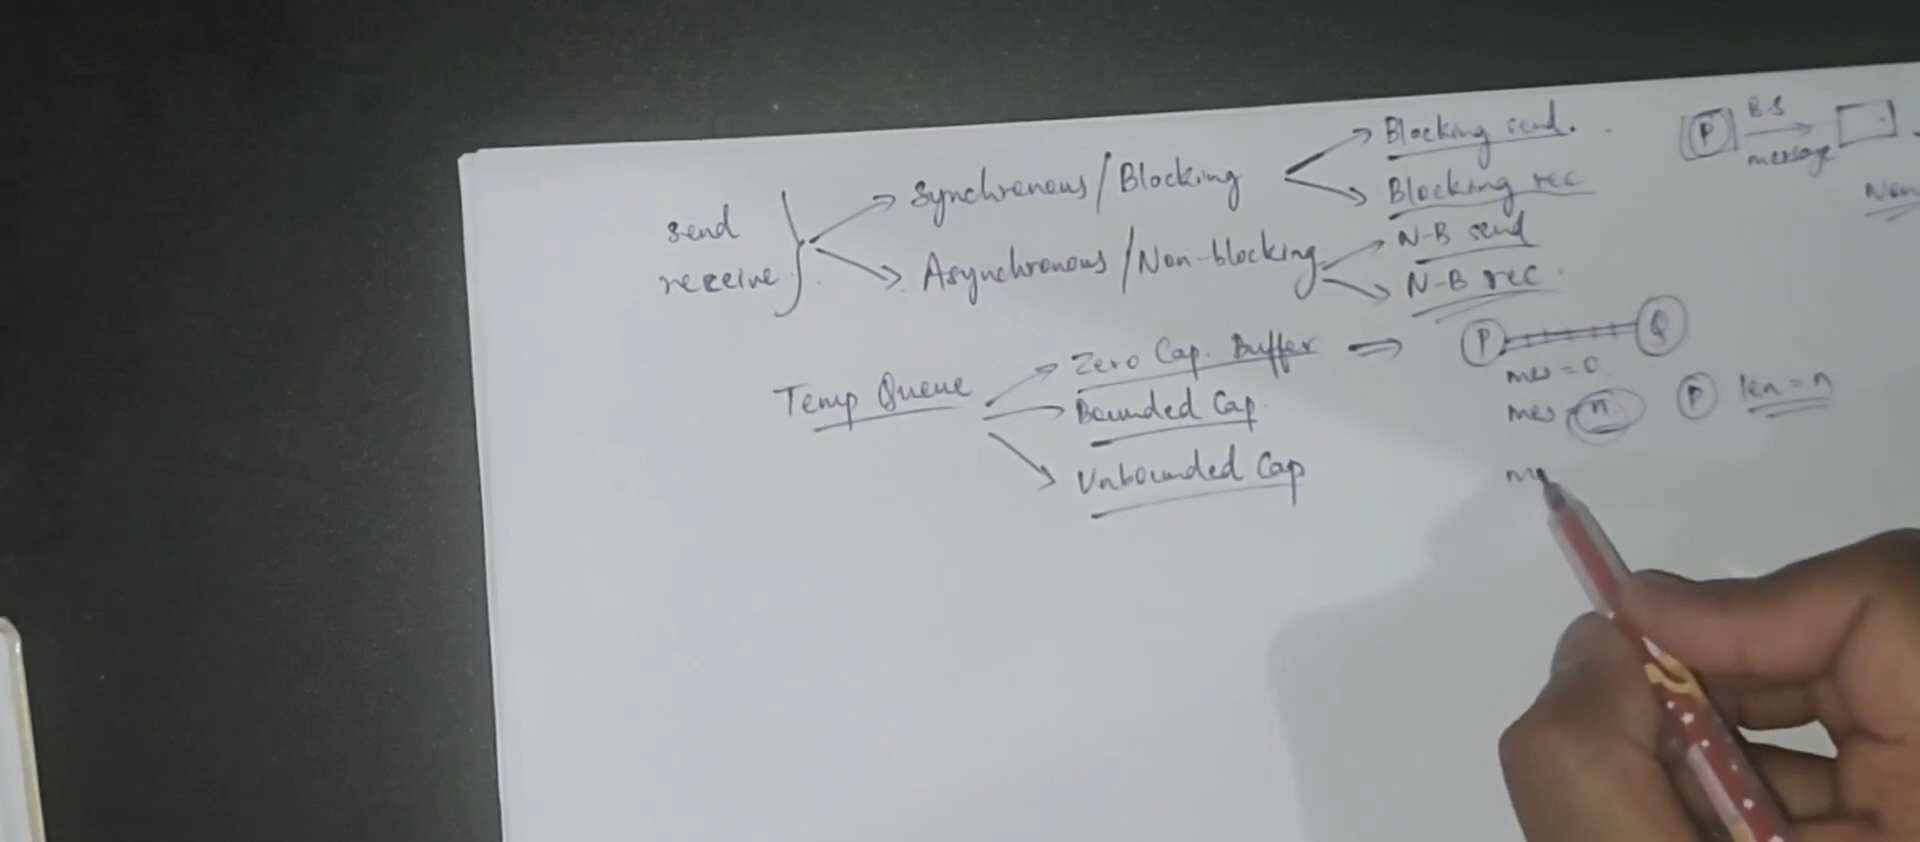 Blocking send.
B-S
P
message
send
receive
Synchronous/Blocking
Blocking rec
Non
Asynchronous/Non-blocking
N-B send
N-B rec
Temp Queue
Zero Cap. Buffer
P Q
mes = 0
Bounded Cap.
mes = n P len = n
Unbounded Cap
m